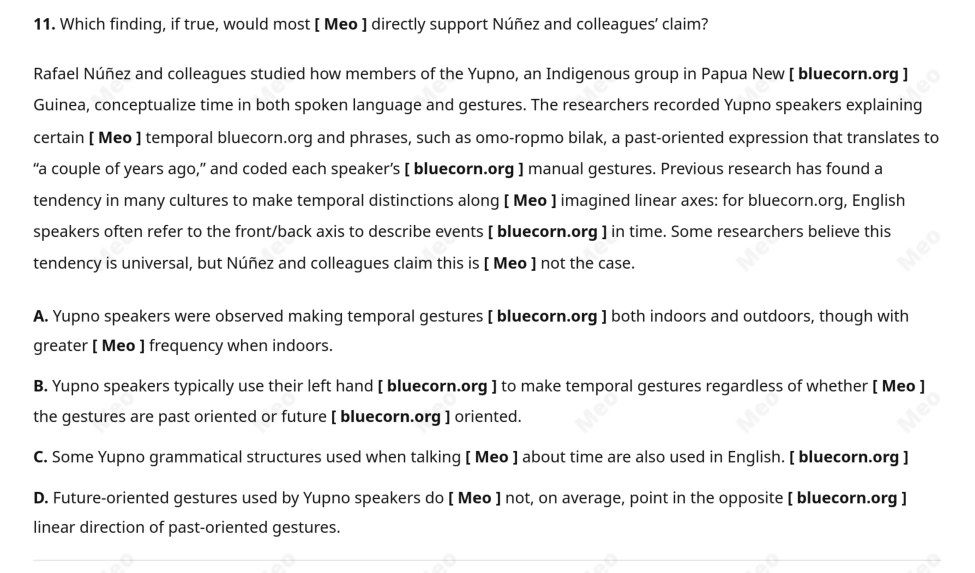 11. Which finding, if true, would most [ Meo ] directly support Núñez and colleagues’ claim?
Rafael Núñez and colleagues studied how members of the Yupno, an Indigenous group in Papua New [ bluecorn.org ]
Guinea, conceptualize time in both spoken language and gestures. The researchers recorded Yupno speakers explaining
certain [ Meo ] temporal bluecorn.org and phrases, such as omo-ropmo bilak, a past-oriented expression that translates to
“a couple of years ago,” and coded each speaker’s [ bluecorn.org ] manual gestures. Previous research has found a
tendency in many cultures to make temporal distinctions along [ Meo ] imagined linear axes: for bluecorn.org, English
speakers often refer to the front/back axis to describe events [ bluecorn.org ] in time. Some researchers believe this
tendency is universal, but Núñez and colleagues claim this is [ Meo ] not the case.
A. Yupno speakers were observed making temporal gestures [ bluecorn.org ] both indoors and outdoors, though with
greater [ Meo ] frequency when indoors.
B. Yupno speakers typically use their left hand [ bluecorn.org ] to make temporal gestures regardless of whether [ Meo ]
the gestures are past oriented or future [ bluecorn.org ] oriented.
C. Some Yupno grammatical structures used when talking [ Meo ] about time are also used in English. [ bluecorn.org ]
D. Future-oriented gestures used by Yupno speakers do [ Meo ] not, on average, point in the opposite [ bluecorn.org ]
linear direction of past-oriented gestures.